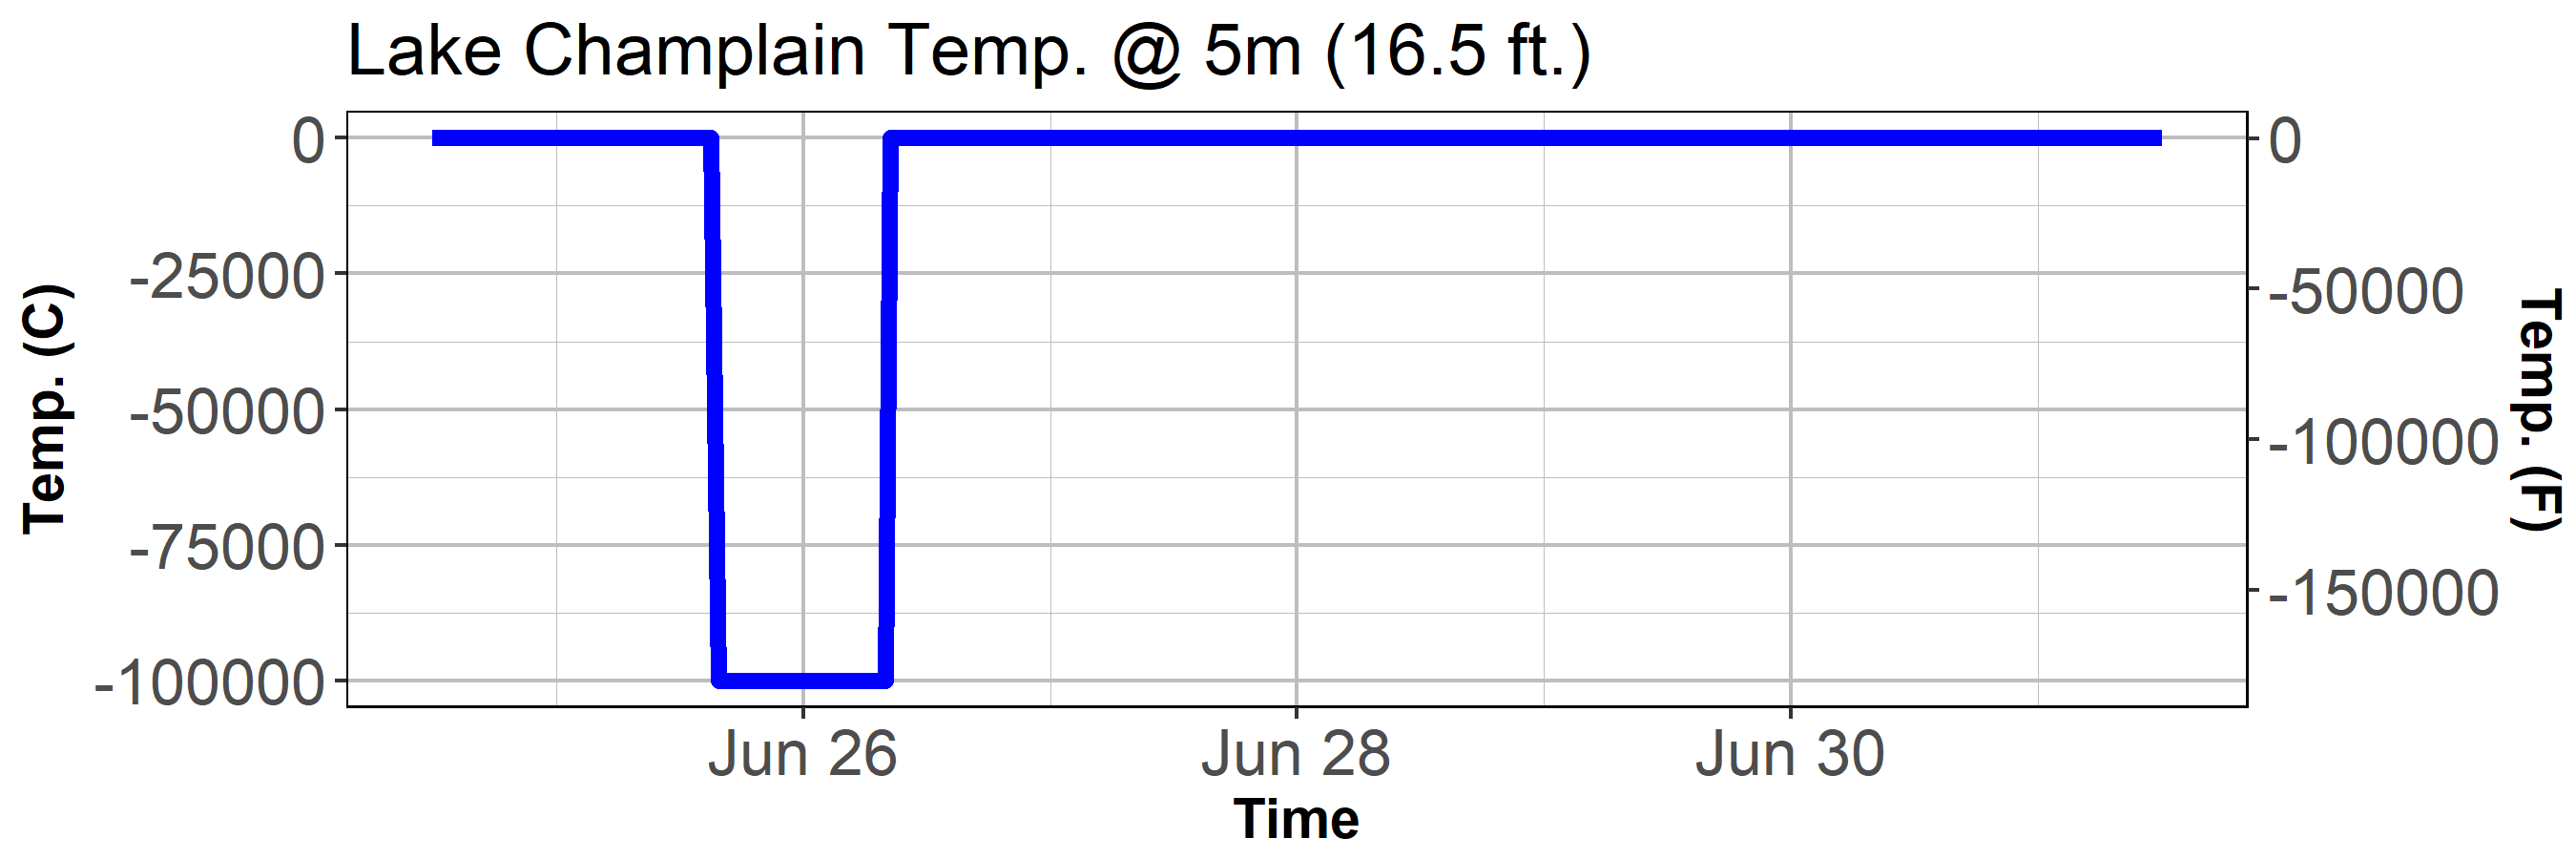 Lake Champlain Temp. @ 5m (16.5 ft.)
0
-25000
-50000
-75000
-100000
Temp. (C)
0
-50000
-100000
-150000
Temp. (F)
Jun 26
Jun 28
Jun 30
Time